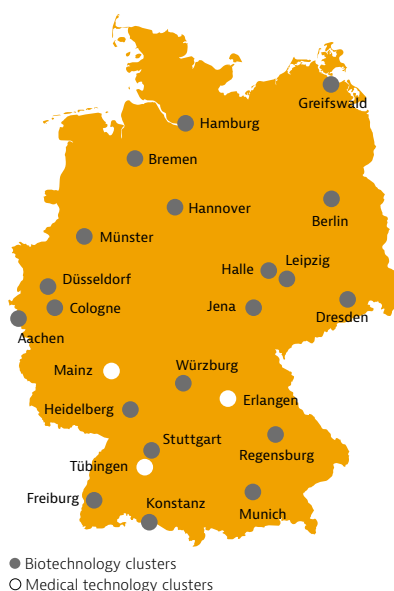 Greifswald
Hamburg
Bremen
Hannover
Berlin
Münster
Leipzig
Halle
Düsseldorf
Cologne
Jena
Dresden
Aachen
Würzburg
Mainz
Erlangen
Heidelberg
Stuttgart
Regensburg
Tübingen
Freiburg
Konstanz
Munich
Biotechnology clusters
Medical technology clusters